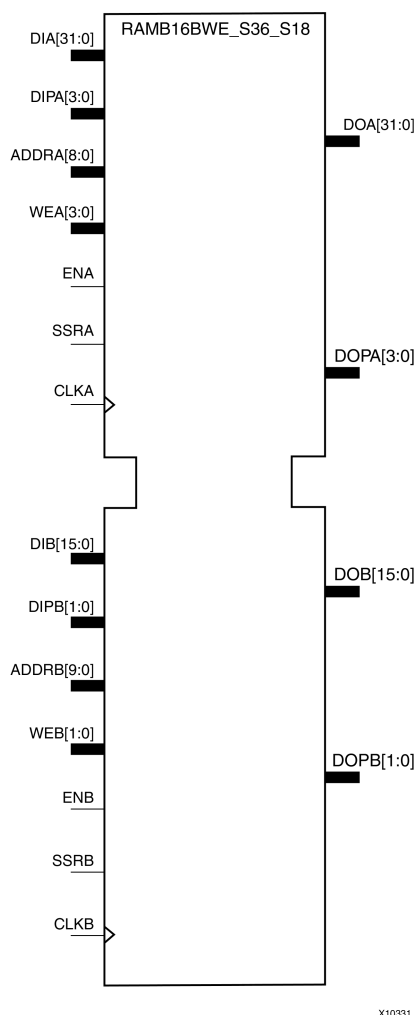 RAMB16BWE_S36_S18
DIA[31:0]
DIPA[3:0]
ADDRA[8:0]
WEA[3:0]
ENA
SSRA
CLKA
DOA[31:0]
DOPA[3:0]
DIB[15:0]
DIPB[1:0]
ADDRB[9:0]
WEB[1:0]
ENB
SSRB
CLKB
DOB[15:0]
DOPB[1:0]
X10331